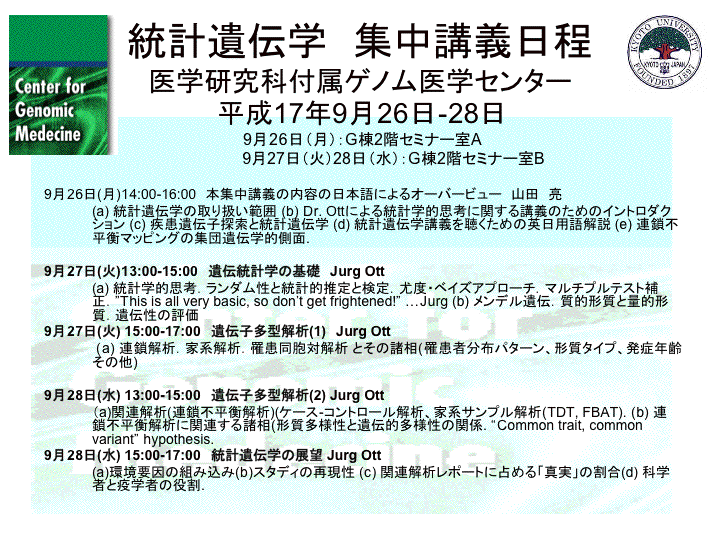 統計遺伝学　集中講義日程
医学研究科付属ゲノム医学センター
平成17年9月26日-28日
Center for
Genomic
Medecine
KYOTO UNIVERSITY
KYOTO CITY JAPAN
FOUNDED 1897
9月26日（月）：G棟2階セミナー室A
9月27日（火）28日（水）：G棟2階セミナー室B
9月26日(月)14:00-16:00　本集中講義の内容の日本語によるオーバービュー　山田　亮
(a) 統計遺伝学の取り扱い範囲 (b) Dr. Ottによる統計学的思考に関する講義のためのイントロダク
ション (c) 疾患遺伝子探索と統計遺伝学 (d) 統計遺伝学講義を聴くための英日用語解説 (e) 連鎖不
平衡マッピングの集団遺伝学的側面.
9月27日(火)13:00-15:00　遺伝統計学の基礎　Jurg Ott
(a) 統計学的思考．ランダム性と統計的推定と検定．尤度・ベイズアプローチ．マルチプルテスト補
正．”This is all very basic, so don’t get frightened!” …Jurg (b) メンデル遺伝．質的形質と量的形
質．遺伝性の評価
9月27日(火) 15:00-17:00　遺伝子多型解析(1)　Jurg Ott
(a) 連鎖解析．家系解析．罹患同胞対解析 とその諸相(罹患者分布パターン、形質タイプ、発症年齢
その他)
9月28日(水) 13:00-15:00　遺伝子多型解析(2) Jurg Ott
（a)関連解析(連鎖不平衡解析)(ケース-コントロール解析、家系サンプル解析(TDT, FBAT). (b) 連
鎖不平衡解析に関連する諸相(形質多様性と遺伝的多様性の関係. “Common trait, common
variant” hypothesis.
9月28日(水) 15:00-17:00　統計遺伝学の展望 Jurg Ott
(a)環境要因の組み込み(b)スタディの再現性 (c) 関連解析レポートに占める「真実」の割合(d) 科学
者と疫学者の役割.